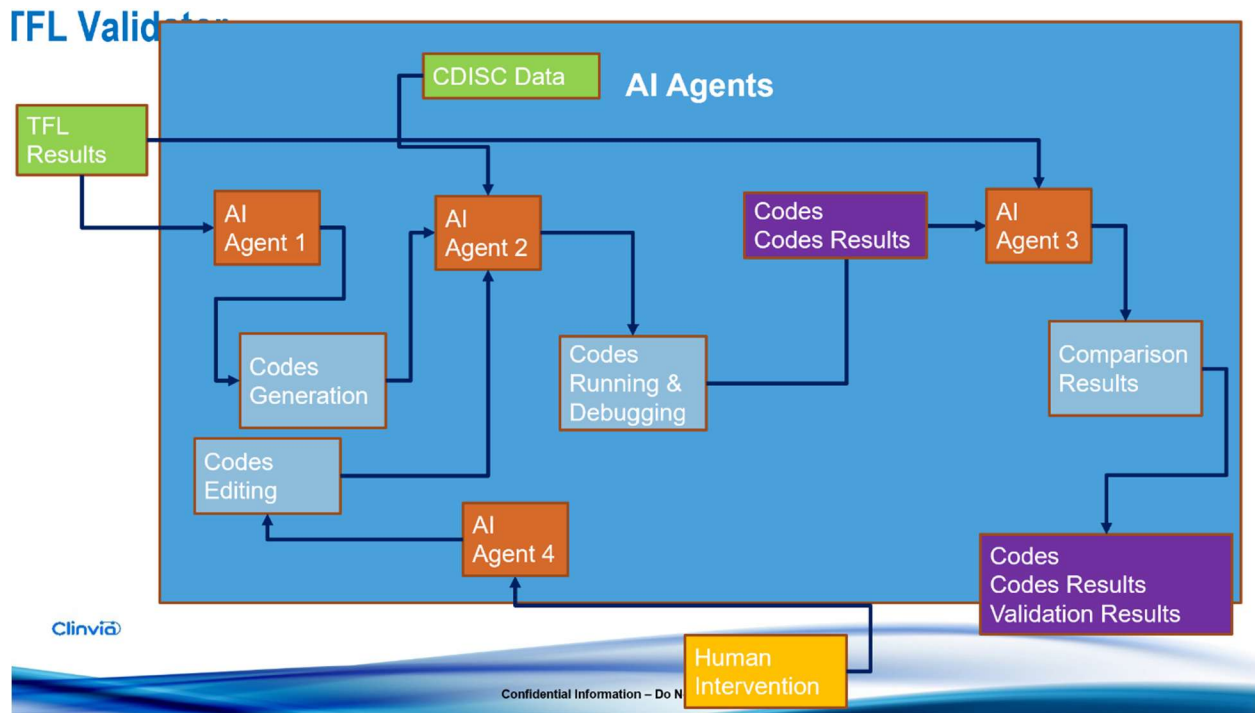 TFL Validator
CDISC Data
AI Agents
TFL
Results
AI
Agent 1
AI
Agent 2
Codes
Codes Results
AI
Agent 3
Codes
Generation
Codes
Running &
Debugging
Comparison
Results
Codes
Editing
AI
Agent 4
Codes
Codes Results
Validation Results
Clinvia
Human
Intervention
Confidential Information – Do N